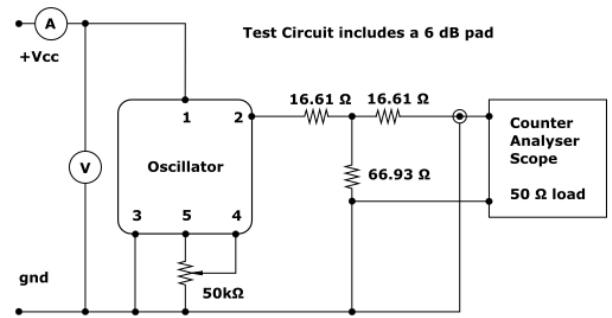 A
Test Circuit includes a 6 dB pad
+Vcc
16.61 Ω 16.61 Ω
1 2
Counter
Analyser
Scope
V
Oscillator
66.93 Ω
50 Ω load
3 5 4
gnd
50kΩ